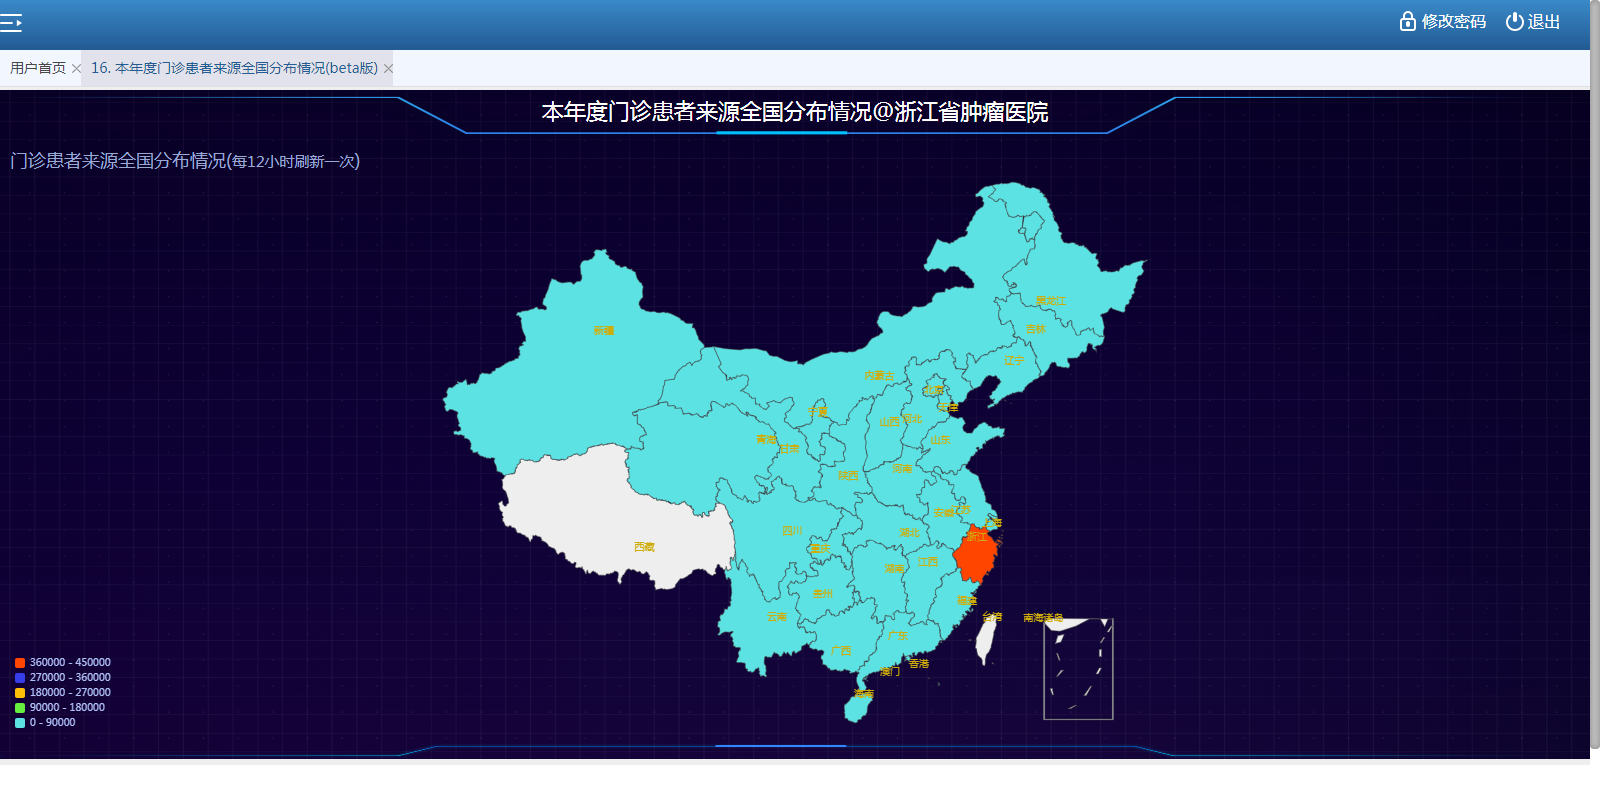 修改密码 退出
用户首页 16. 本年度门诊患者来源全国分布情况(beta版)
本年度门诊患者来源全国分布情况@浙江省肿瘤医院
门诊患者来源全国分布情况(每12小时刷新一次)
黑龙江
吉林
新疆
辽宁
内蒙古
北京
天津
宁夏
山西
河北
青海
山东
甘肃
河南
陕西
安徽
江苏
上海
四川
湖北
浙江
重庆
西藏
江西
湖南
贵州
福建
云南
台湾
南海诸岛
广东
广西
香港
澳门
海南
360000 - 450000
270000 - 360000
180000 - 270000
90000 - 180000
0 - 90000